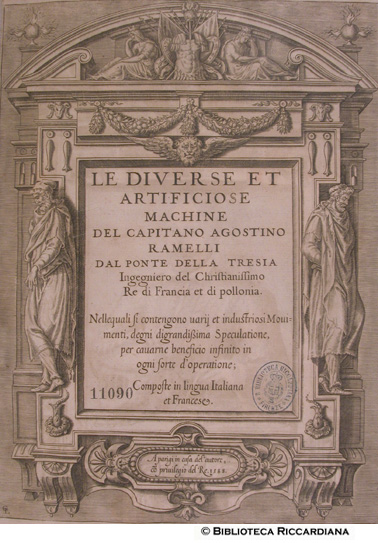 LE DIVERSE ET
ARTIFICIOSE
MACHINE
DEL CAPITANO AGOSTINO
RAMELLI
DAL PONTE DELLA TRESIA
Ingegniero del Christianissimo
Re di Francia et di pollonia.
Nellequali si contengono uarij et industriosi Moui-
menti, degni digrandissima Speculatione,
per cauarne beneficio infinito in
ogni sorte d'operatione;
Composte in lingua Italiana
et Francese.
11090
A parigi in casa del'autore,
cō priuilegio del Re. 1588.
© BIBLIOTECA RICCARDIANA